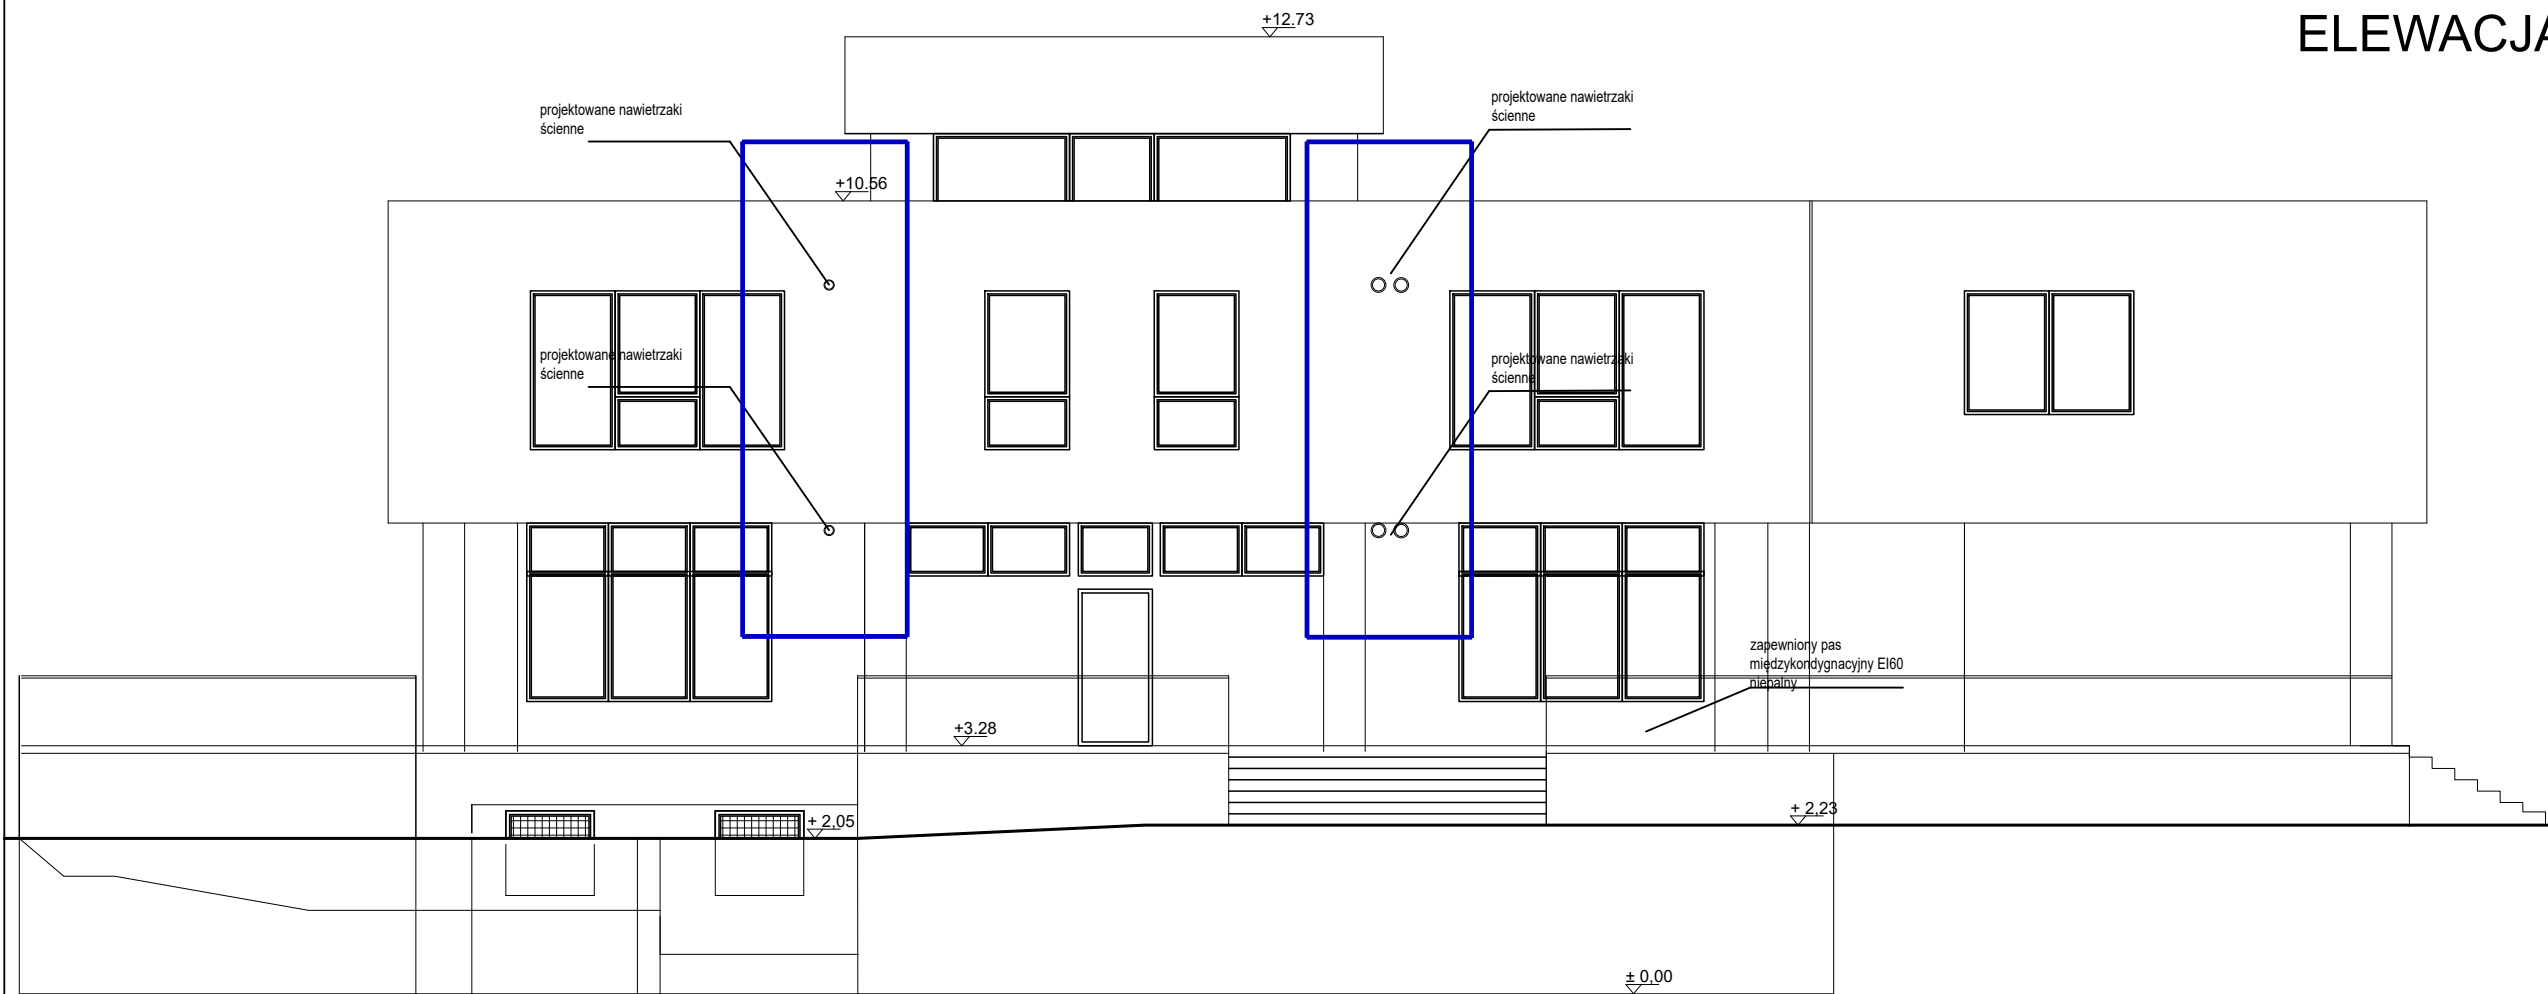 +12.73
ELEWACJA
projektowane nawietrzaki
ścienne
projektowane nawietrzaki
ścienne
+10.56
projektowane nawietrzaki
ścienne
projektowane nawietrzaki
ścienne
zapewniony pas
międzykondygnacyjny EI60
niepalny
+3.28
+ 2,05
+ 2,23
± 0,00